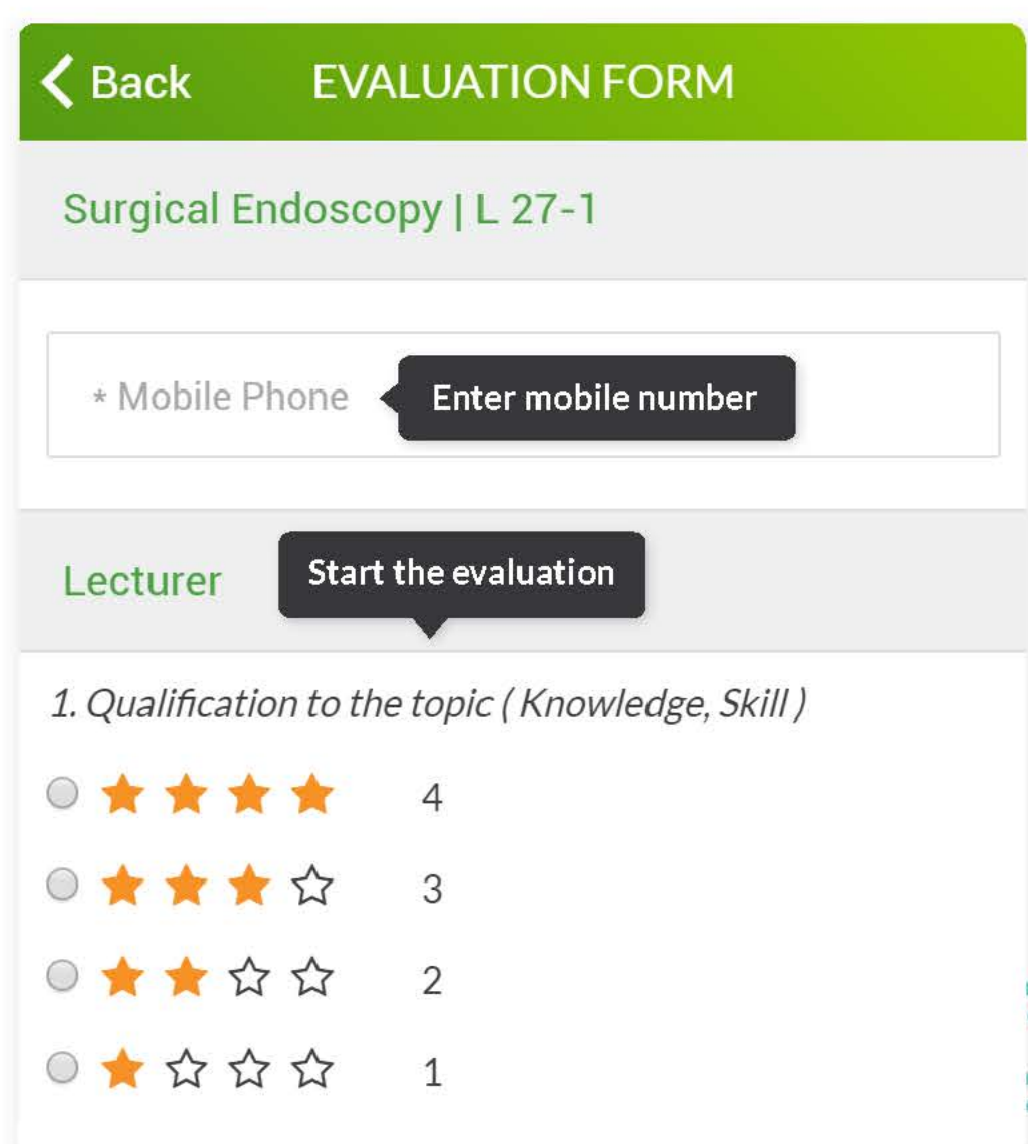 Back EVALUATION FORM
Surgical Endoscopy | L 27-1
* Mobile Phone Enter mobile number
Lecturer Start the evaluation
1. Qualification to the topic ( Knowledge, Skill )
4
3
2
1